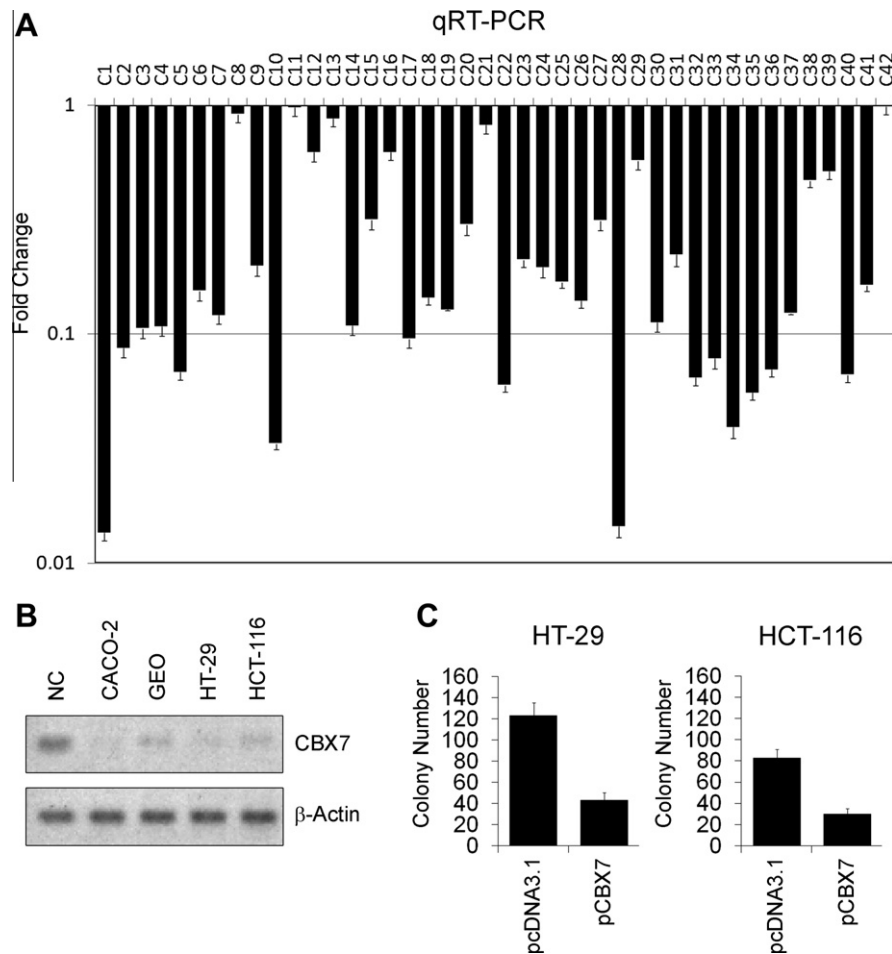 A
qRT-PCR
C1 C2 C3 C4 C5 C6 C7 C8 C9 C10 C11 C12 C13 C14 C15 C16 C17 C18 C19 C20 C21 C22 C23 C24 C25 C26 C27 C28 C29 C30 C31 C32 C33 C34 C35 C36 C37 C38 C39 C40 C41 C42
Fold Change
1
0.1
0.01
B
NC CACO-2 GEO HT-29 HCT-116
CBX7
β-Actin
C
HT-29
Colony Number
160
140
120
100
80
60
40
20
0
pcDNA3.1 pCBX7
HCT-116
Colony Number
160
140
120
100
80
60
40
20
0
pcDNA3.1 pCBX7